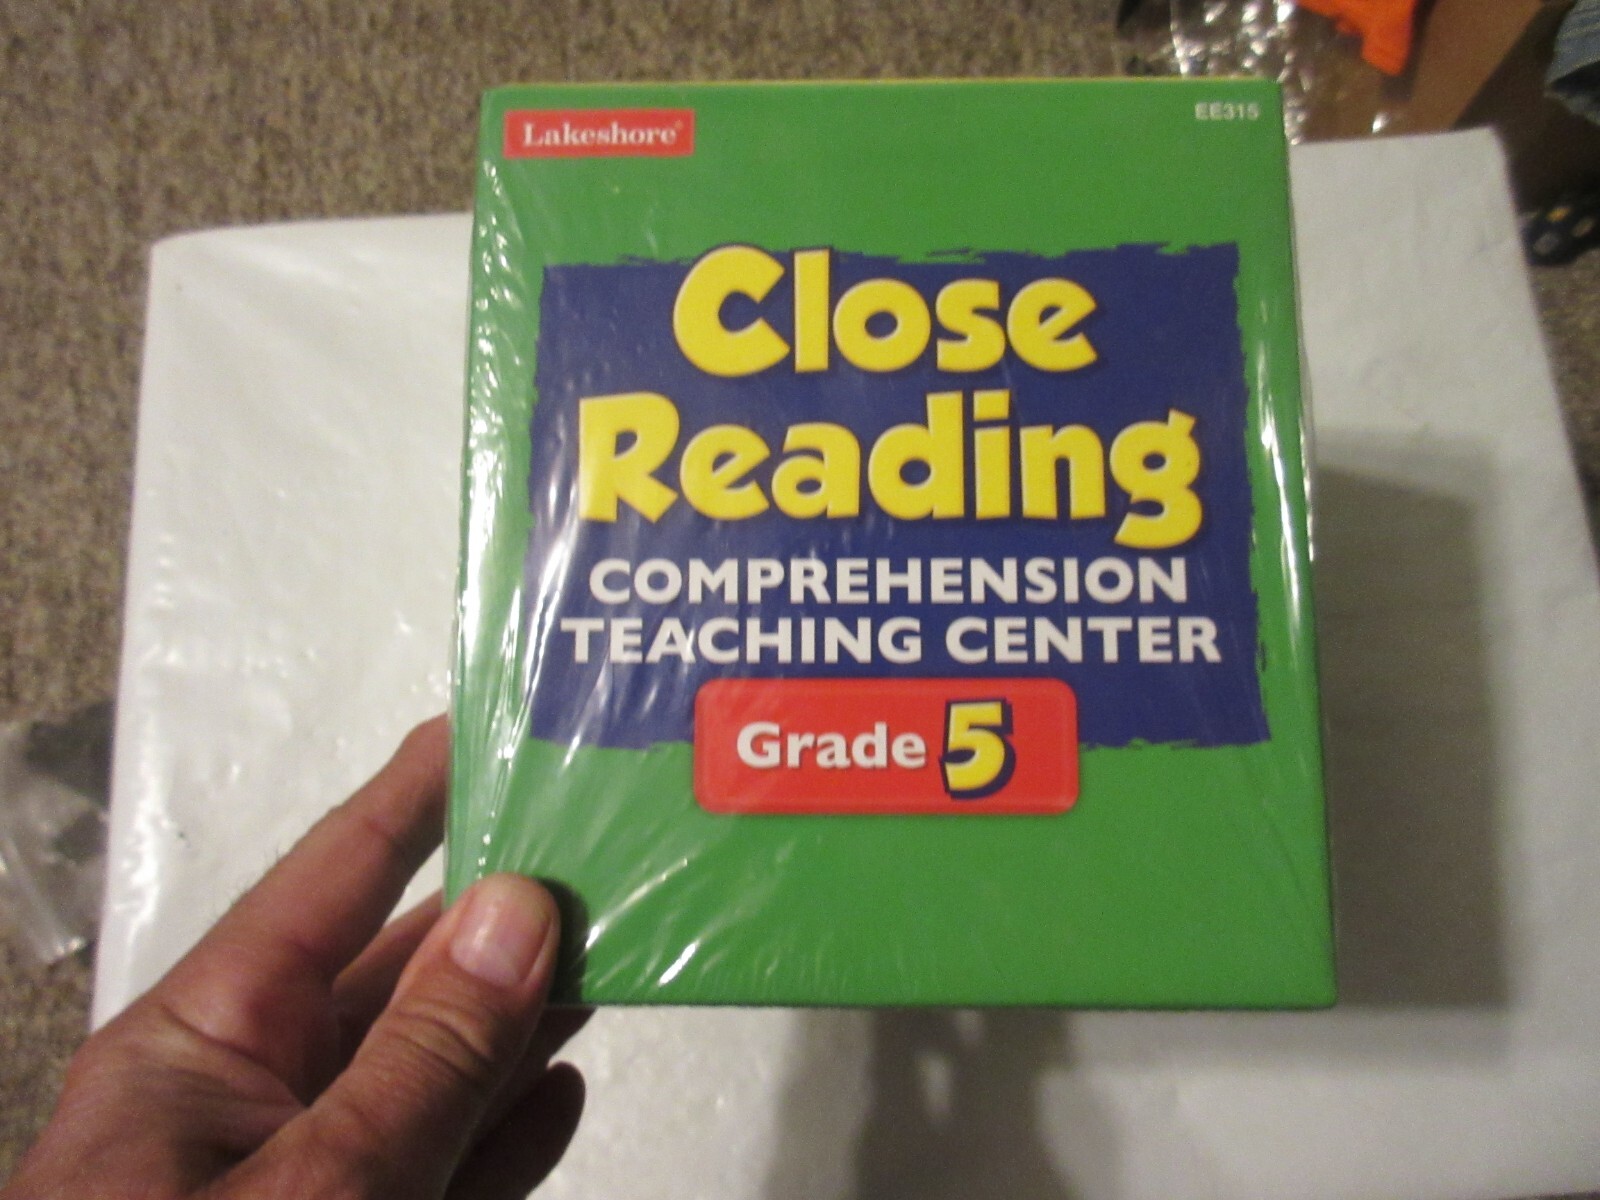 Lakeshore®
EE315
Close
Reading
COMPREHENSION
TEACHING CENTER
Grade 5